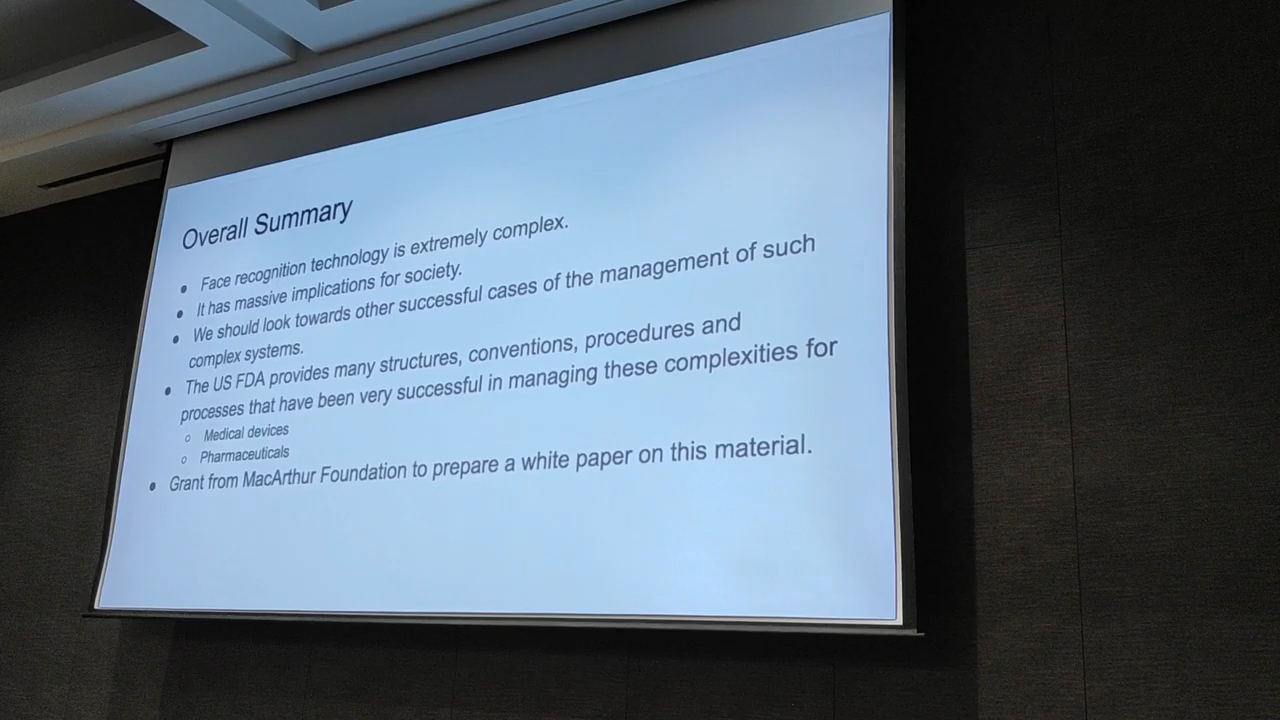 Overall Summary
● Face recognition technology is extremely complex.
● It has massive implications for society.
● We should look towards other successful cases of the management of such
complex systems.
● The US FDA provides many structures, conventions, procedures and
processes that have been very successful in managing these complexities for
○ Medical devices
○ Pharmaceuticals
● Grant from MacArthur Foundation to prepare a white paper on this material.